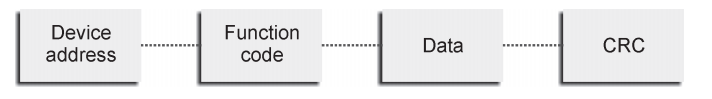 Device
address
Function
code
Data
CRC